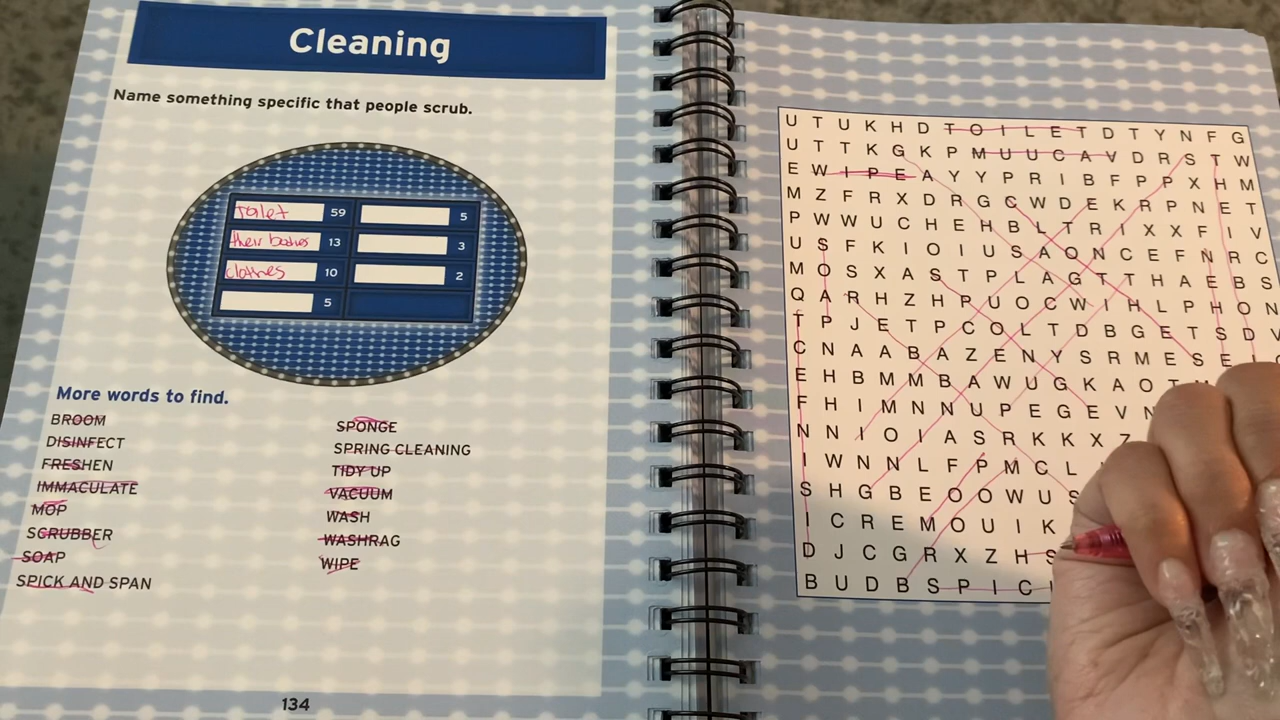 Cleaning
Name something specific that people scrub.
toilet 59
5
their bodies 13
3
clothes 10
2
5
More words to find.
BROOM
DISINFECT
FRESHEN
IMMACULATE
MOP
SCRUBBER
SOAP
SPICK AND SPAN
SPONGE
SPRING CLEANING
TIDY UP
VACUUM
WASH
WASHRAG
WIPE
134
U T U K H D T O I L E T D T Y N F G
U T T K G K P M U U C A V D R S T W
E W I P E A Y Y P R I B F P P X H M
M Z F R X D R G C W D E K R P N E T
P W W U C H E H B L T R I X X F I V
U S F K I O I U S A O N C E F N R C
M O S X A S T P L A G T T H A E B S
Q A R H Z H P U O C W I H L P H O N
T P J E T P C O L T D B G E T S D V
C N A A B A Z E N Y S R M E S E
E H B M M B A W U G K A O T
F H I M N N U P E G E V N
N N I O I A S R K K X Z
I W N N L F P M C L
S H G B E O O W U S
I C R E M O U I K
D J C G R X Z H S
B U D B S P I C